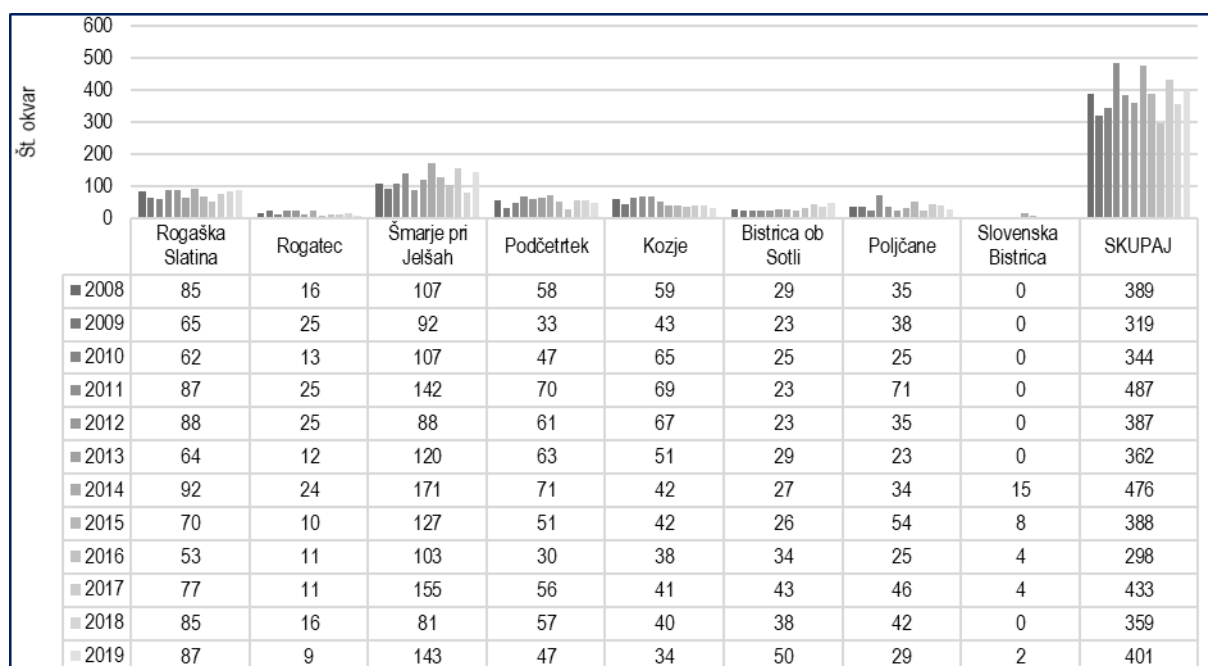 600
500
400
300
200
100
0
Št. okvar
Rogaška Slatina Rogatec Šmarje pri Jelšah Podčetrtek Kozje Bistrica ob Sotli Poljčane Slovenska Bistrica SKUPAJ
2008 85 16 107 58 59 29 35 0 389
2009 65 25 92 33 43 23 38 0 319
2010 62 13 107 47 65 25 25 0 344
2011 87 25 142 70 69 23 71 0 487
2012 88 25 88 61 67 23 35 0 387
2013 64 12 120 63 51 29 23 0 362
2014 92 24 171 71 42 27 34 15 476
2015 70 10 127 51 42 26 54 8 388
2016 53 11 103 30 38 34 25 4 298
2017 77 11 155 56 41 43 46 4 433
2018 85 16 81 57 40 38 42 0 359
2019 87 9 143 47 34 50 29 2 401